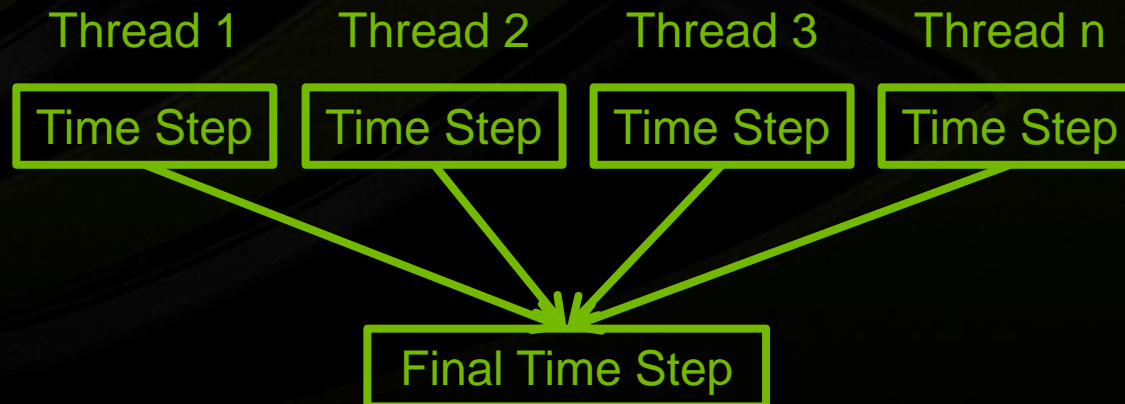 Thread 1 Thread 2 Thread 3 Thread n
Time Step Time Step Time Step Time Step
Final Time Step